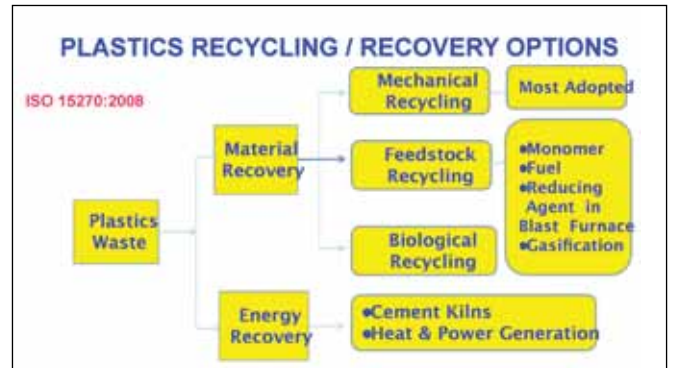 PLASTICS RECYCLING / RECOVERY OPTIONS
ISO 15270:2008
Plastics
Waste
Material
Recovery
Mechanical
Recycling
Most Adopted
Feedstock
Recycling
●Monomer
●Fuel
●Reducing
Agent in
Blast Furnace
●Gasification
Biological
Recycling
Energy
Recovery
●Cement Kilns
●Heat & Power Generation